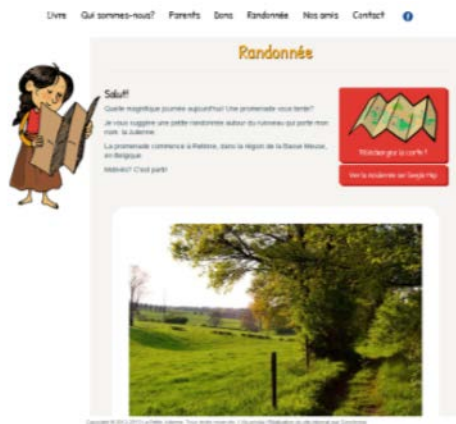 Livre Qui sommes-nous? Parents Dons Randonnée Nos amis Contact
Randonnée
Salut!
Quelle magnifique journée aujourd'hui! Une promenade vous tente?
Je vous suggère une petite randonnée autour du ruisseau qui porte mon
nom: la Julienne.
La promenade commence à
dans la région de la Basse Meuse,
en Belgique.
Motivés? C'est parti!
Télécharger la carte !
Voir la randonnée sur Google Map